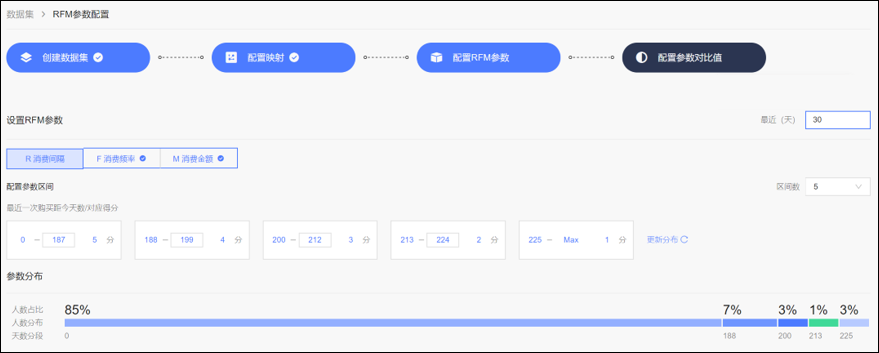 数据集 > RFM参数配置
创建数据集 配置映射 配置RFM参数 配置参数对比值
设置RFM参数 最近（天） 30
R 消费间隔 F 消费频率 M 消费金额
配置参数区间 区间数 5
最近一次购买距今天数/对应得分
0 — 187 5 分 188 — 199 4 分 200 — 212 3 分 213 — 224 2 分 225 — Max 1 分 更新分布
参数分布
人数占比 85% 7% 3% 1% 3%
人数分布
天数分段 0 188 200 213 225